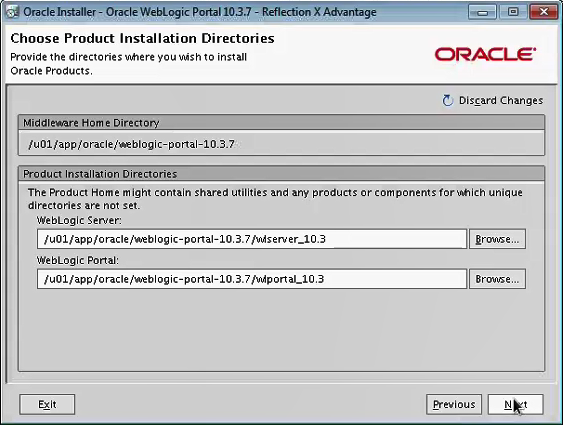 Oracle Installer - Oracle WebLogic Portal 10.3.7 - Reflection X Advantage
Choose Product Installation Directories
Provide the directories where you wish to install
Oracle Products.
ORACLE
Discard Changes
Middleware Home Directory
/u01/app/oracle/weblogic-portal-10.3.7
Product Installation Directories
The Product Home might contain shared utilities and any products or components for which unique
directories are not set.
WebLogic Server:
/u01/app/oracle/weblogic-portal-10.3.7/wlserver_10.3
Browse...
WebLogic Portal:
/u01/app/oracle/weblogic-portal-10.3.7/wlportal_10.3
Browse...
Exit
Previous
Next